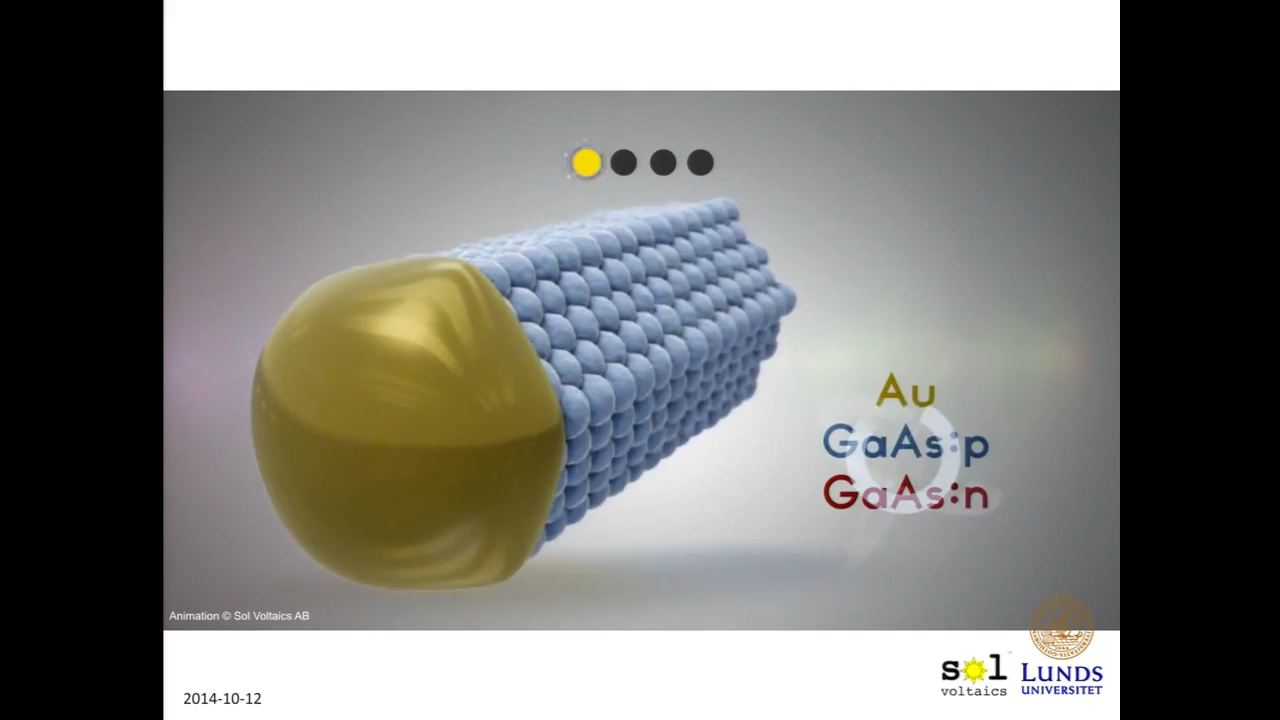 Au
GaAs:p
GaAs:n
Animation © Sol Voltaics AB
sol
voltaics
LUNDS
UNIVERSITET
2014-10-12